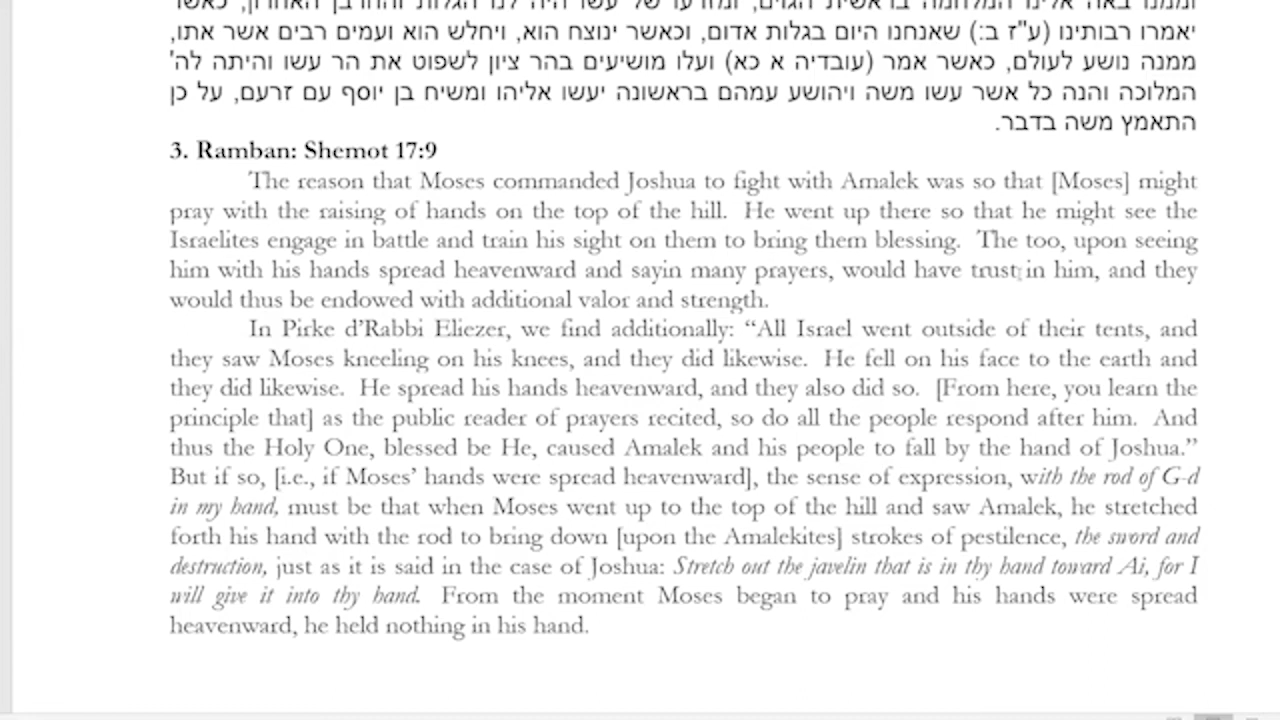 וממנו באה אלינו המלחמה בראשית הגוים, ומזרעו של עשו היה לנו הגלות והחרבן האחרון, כאשר
יאמרו רבותינו (ע"ז ב:) שאנחנו היום בגלות אדום, וכאשר ינוצח הוא, ויחלש הוא ועמים רבים אשר אתו,
ממנה נושע לעולם, כאשר אמר (עובדיה א כא) ועלו מושיעים בהר ציון לשפוט את הר עשו והיתה לה'
המלוכה והנה כל אשר עשו משה ויהושע עמהם בראשונה יעשו אליהו ומשיח בן יוסף עם זרעם, על כן
התאמץ משה בדבר.
3. Ramban: Shemot 17:9
The reason that Moses commanded Joshua to fight with Amalek was so that [Moses] might
pray with the raising of hands on the top of the hill. He went up there so that he might see the
Israelites engage in battle and train his sight on them to bring them blessing. The too, upon seeing
him with his hands spread heavenward and sayin many prayers, would have trust in him, and they
would thus be endowed with additional valor and strength.
In Pirke d’Rabbi Eliezer, we find additionally: “All Israel went outside of their tents, and
they saw Moses kneeling on his knees, and they did likewise. He fell on his face to the earth and
they did likewise. He spread his hands heavenward, and they also did so. [From here, you learn the
principle that] as the public reader of prayers recited, so do all the people respond after him. And
thus the Holy One, blessed be He, caused Amalek and his people to fall by the hand of Joshua.”
But if so, [i.e., if Moses’ hands were spread heavenward], the sense of expression, with the rod of G-d
in my hand, must be that when Moses went up to the top of the hill and saw Amalek, he stretched
forth his hand with the rod to bring down [upon the Amalekites] strokes of pestilence, the sword and
destruction, just as it is said in the case of Joshua: Stretch out the javelin that is in thy hand toward Ai, for I
will give it into thy hand. From the moment Moses began to pray and his hands were spread
heavenward, he held nothing in his hand.